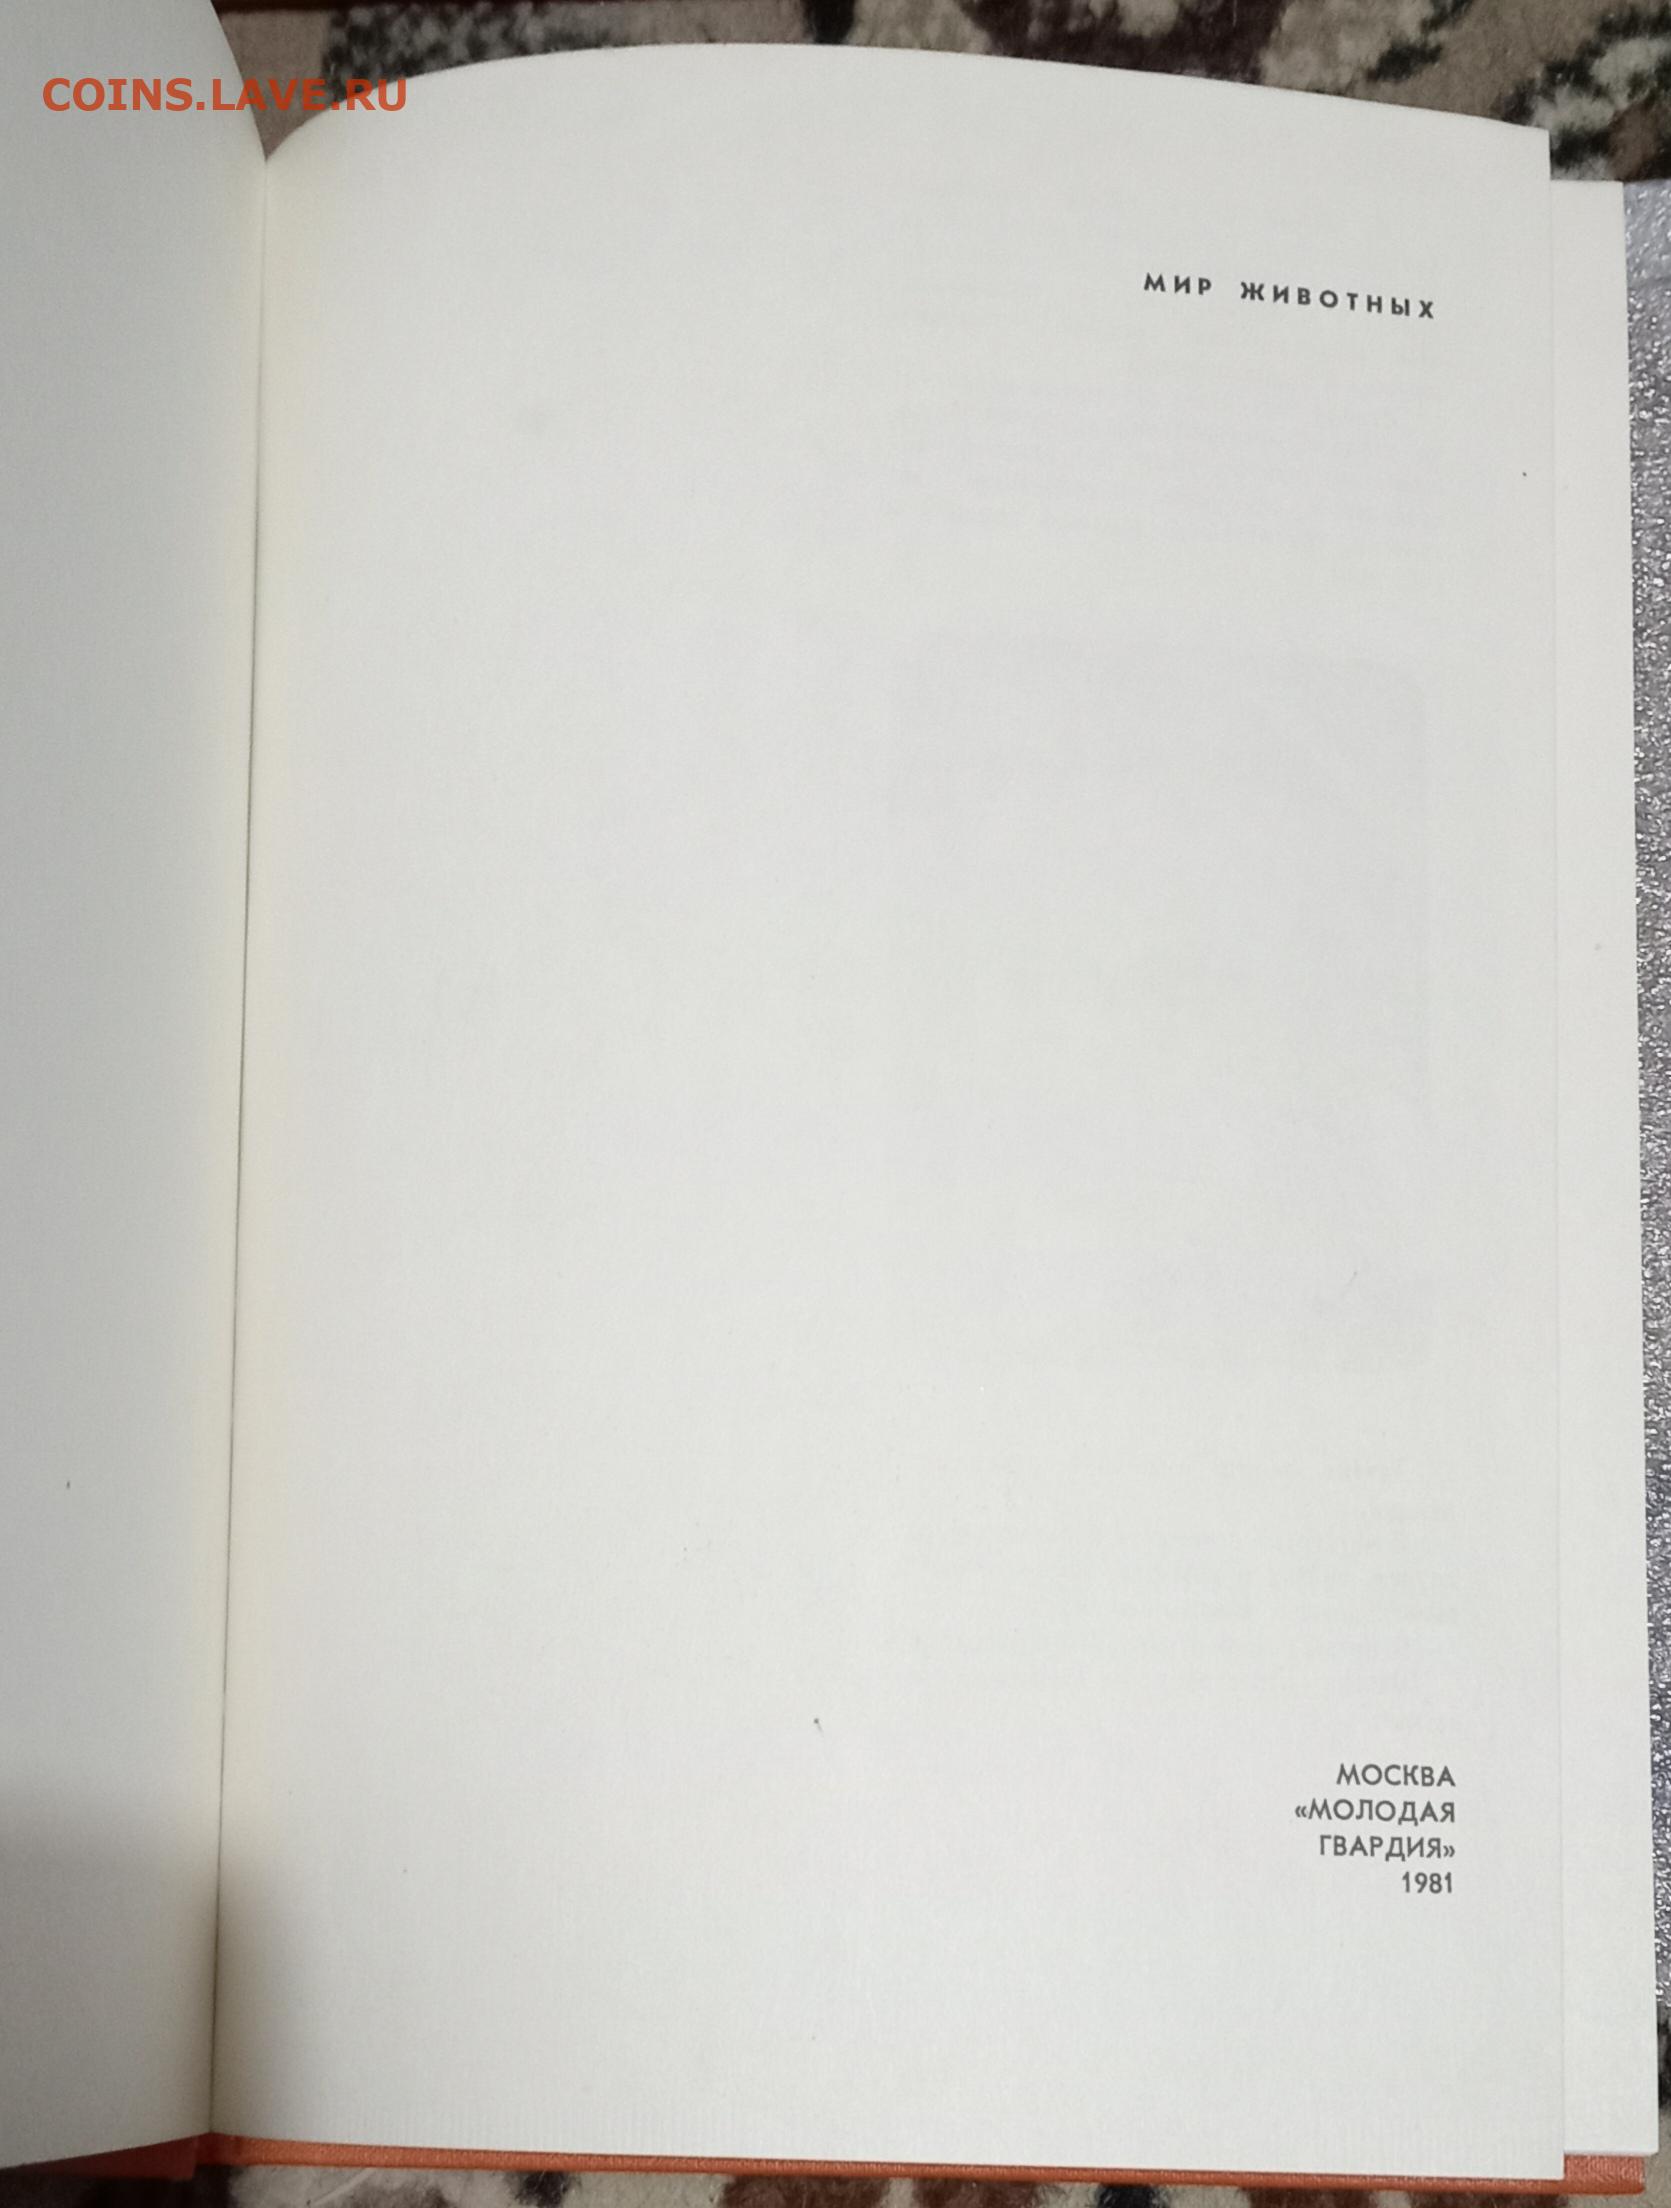 COINS.LAVE.RU
МИР ЖИВОТНЫХ
МОСКВА
«МОЛОДАЯ
ГВАРДИЯ»
1981